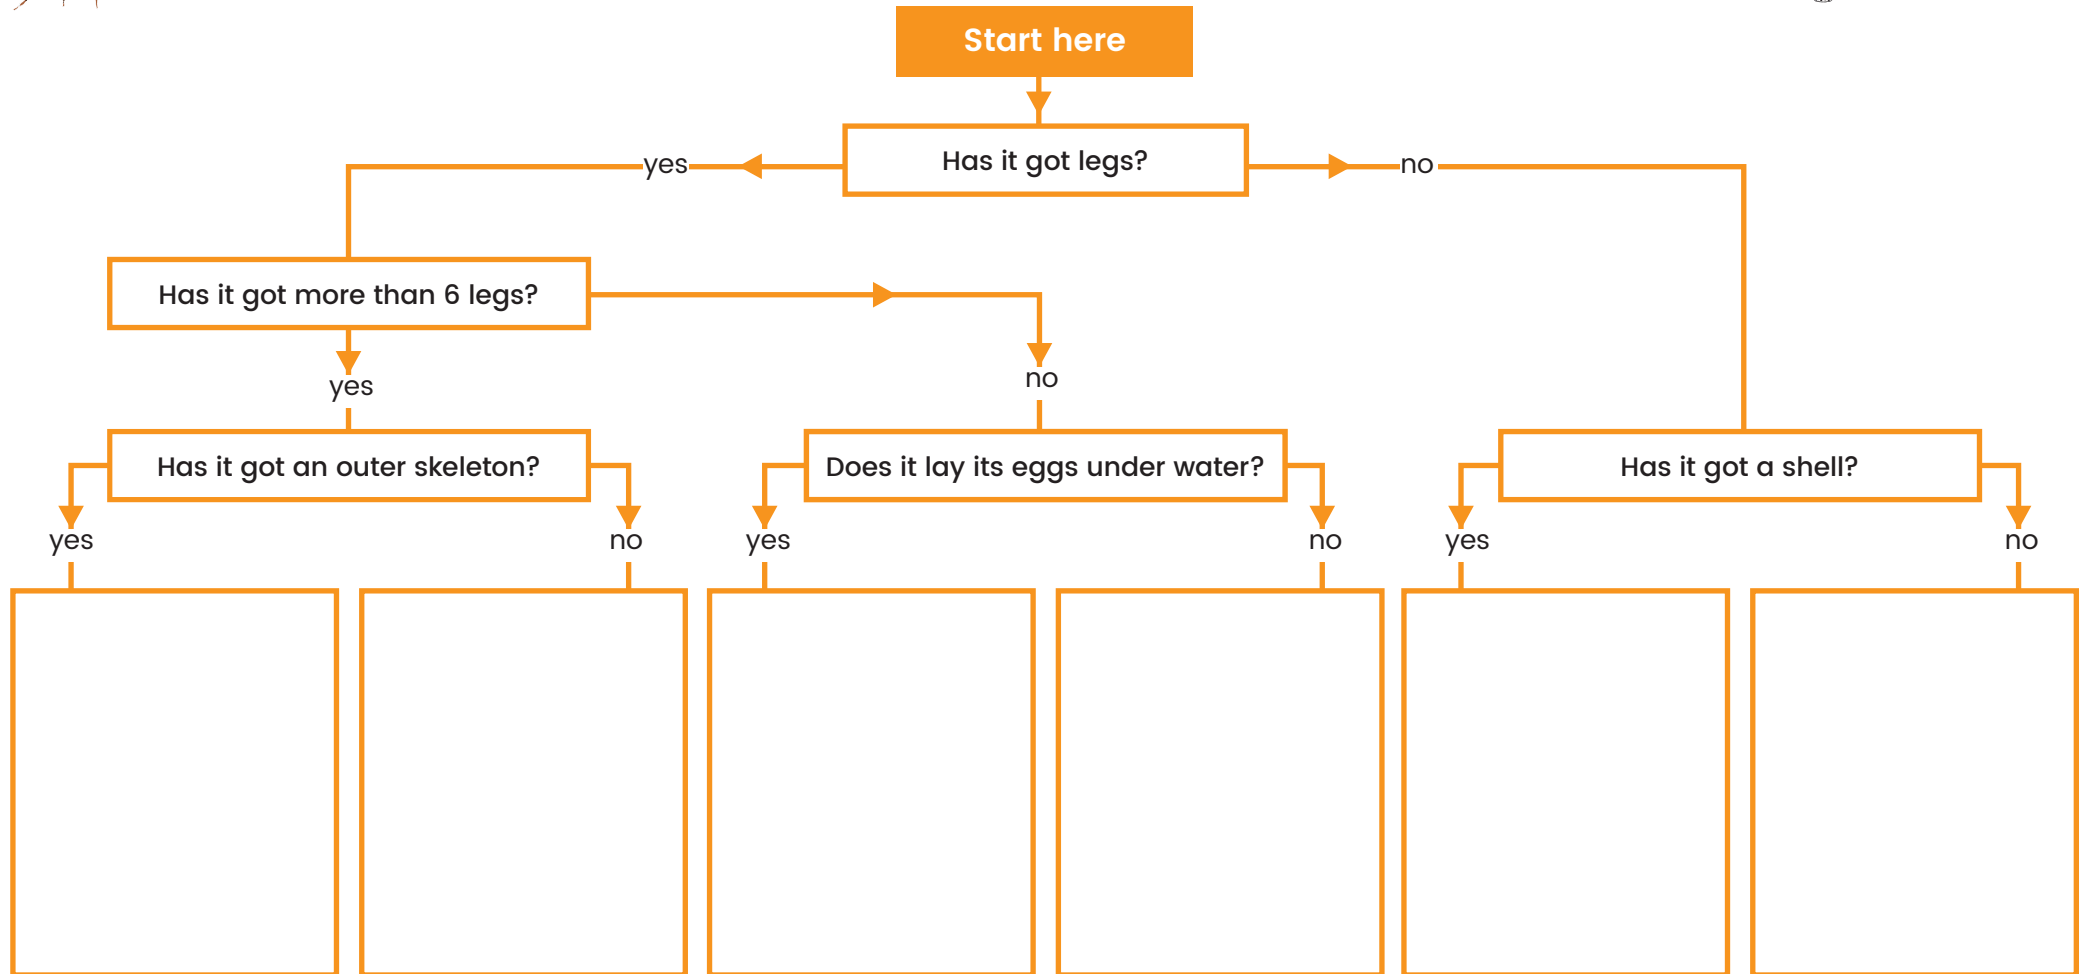 Start here
Has it got legs?
yes
no
Has it got more than 6 legs?
yes
no
Has it got an outer skeleton?
Does it lay its eggs under water?
Has it got a shell?
yes
no
yes
no
yes
no